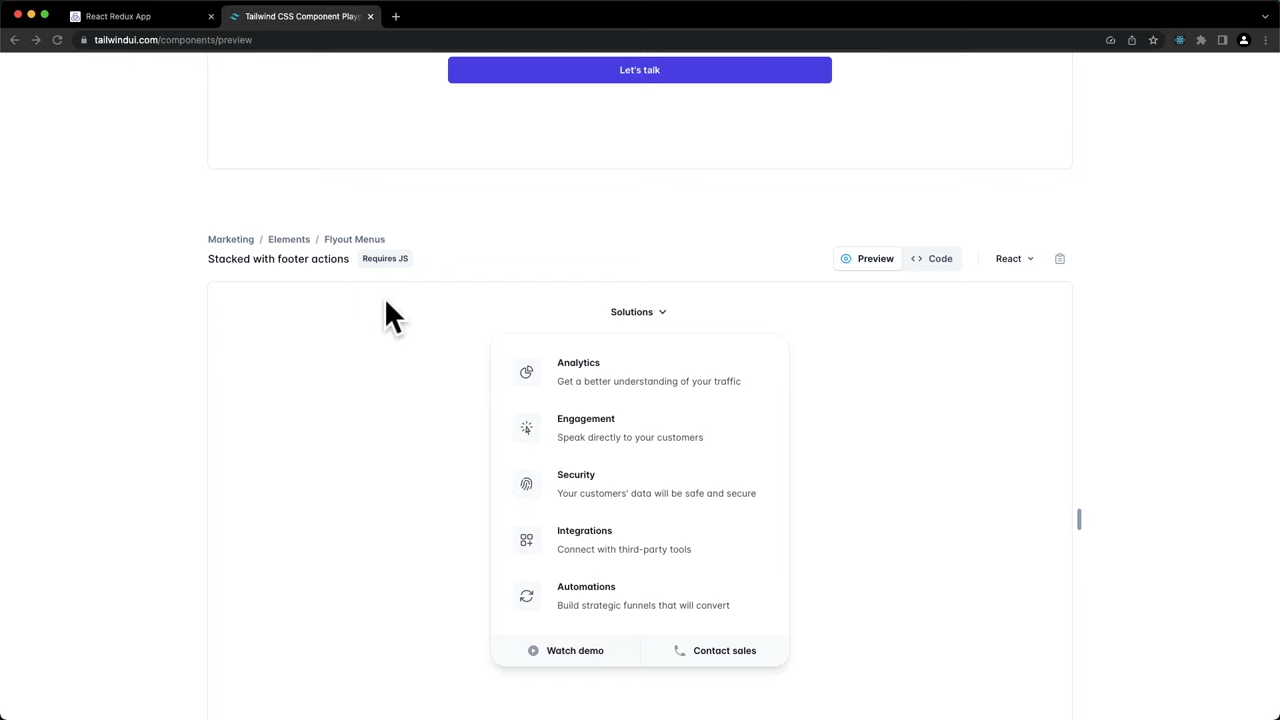 React Redux App
Tailwind CSS Component Playg
tailwindui.com/components/preview
Let's talk
Marketing / Elements / Flyout Menus
Stacked with footer actions Requires JS
Preview
Code
React
Solutions
Analytics
Get a better understanding of your traffic
Engagement
Speak directly to your customers
Security
Your customers' data will be safe and secure
Integrations
Connect with third-party tools
Automations
Build strategic funnels that will convert
Watch demo
Contact sales